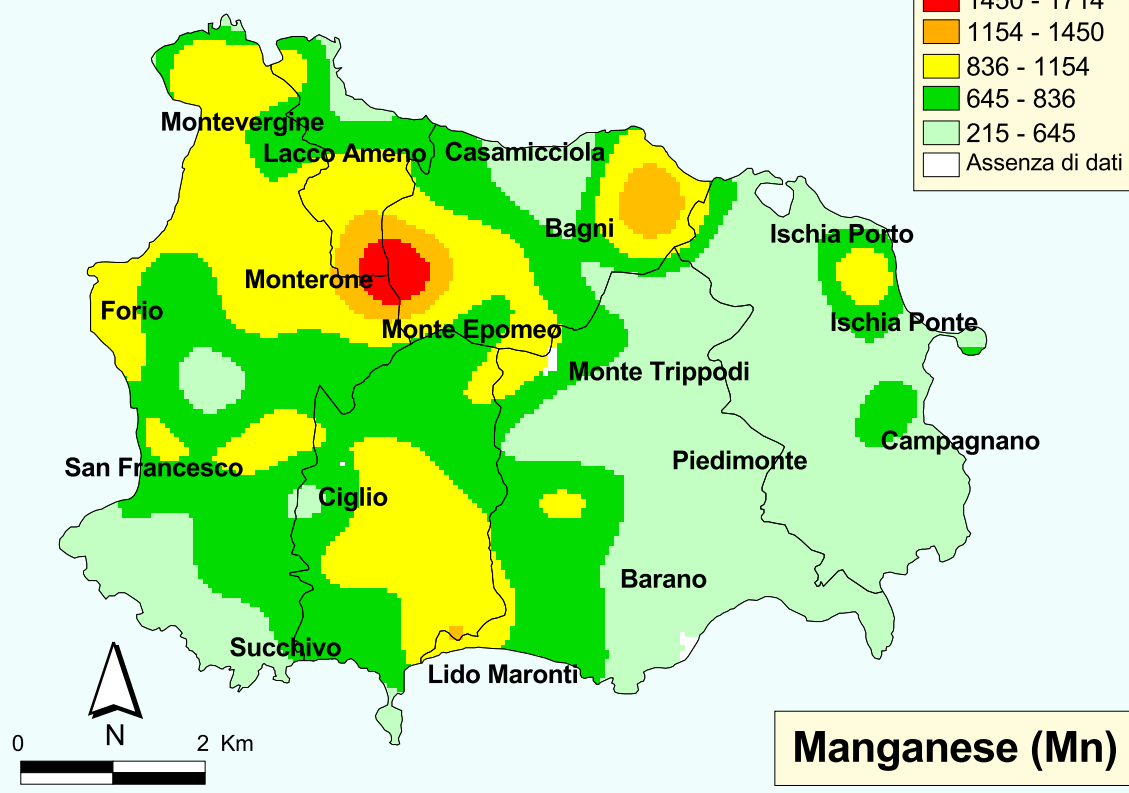 1450 - 1714
1154 - 1450
836 - 1154
645 - 836
215 - 645
Assenza di dati
Montevergine
Lacco Ameno
Casamicciola
Bagni
Ischia Porto
Monterone
Forio
Monte Epomeo
Ischia Ponte
Monte Trippodi
Campagnano
San Francesco
Piedimonte
Ciglio
Barano
Succhivo
Lido Maronti
N
0 2 Km
Manganese (Mn)